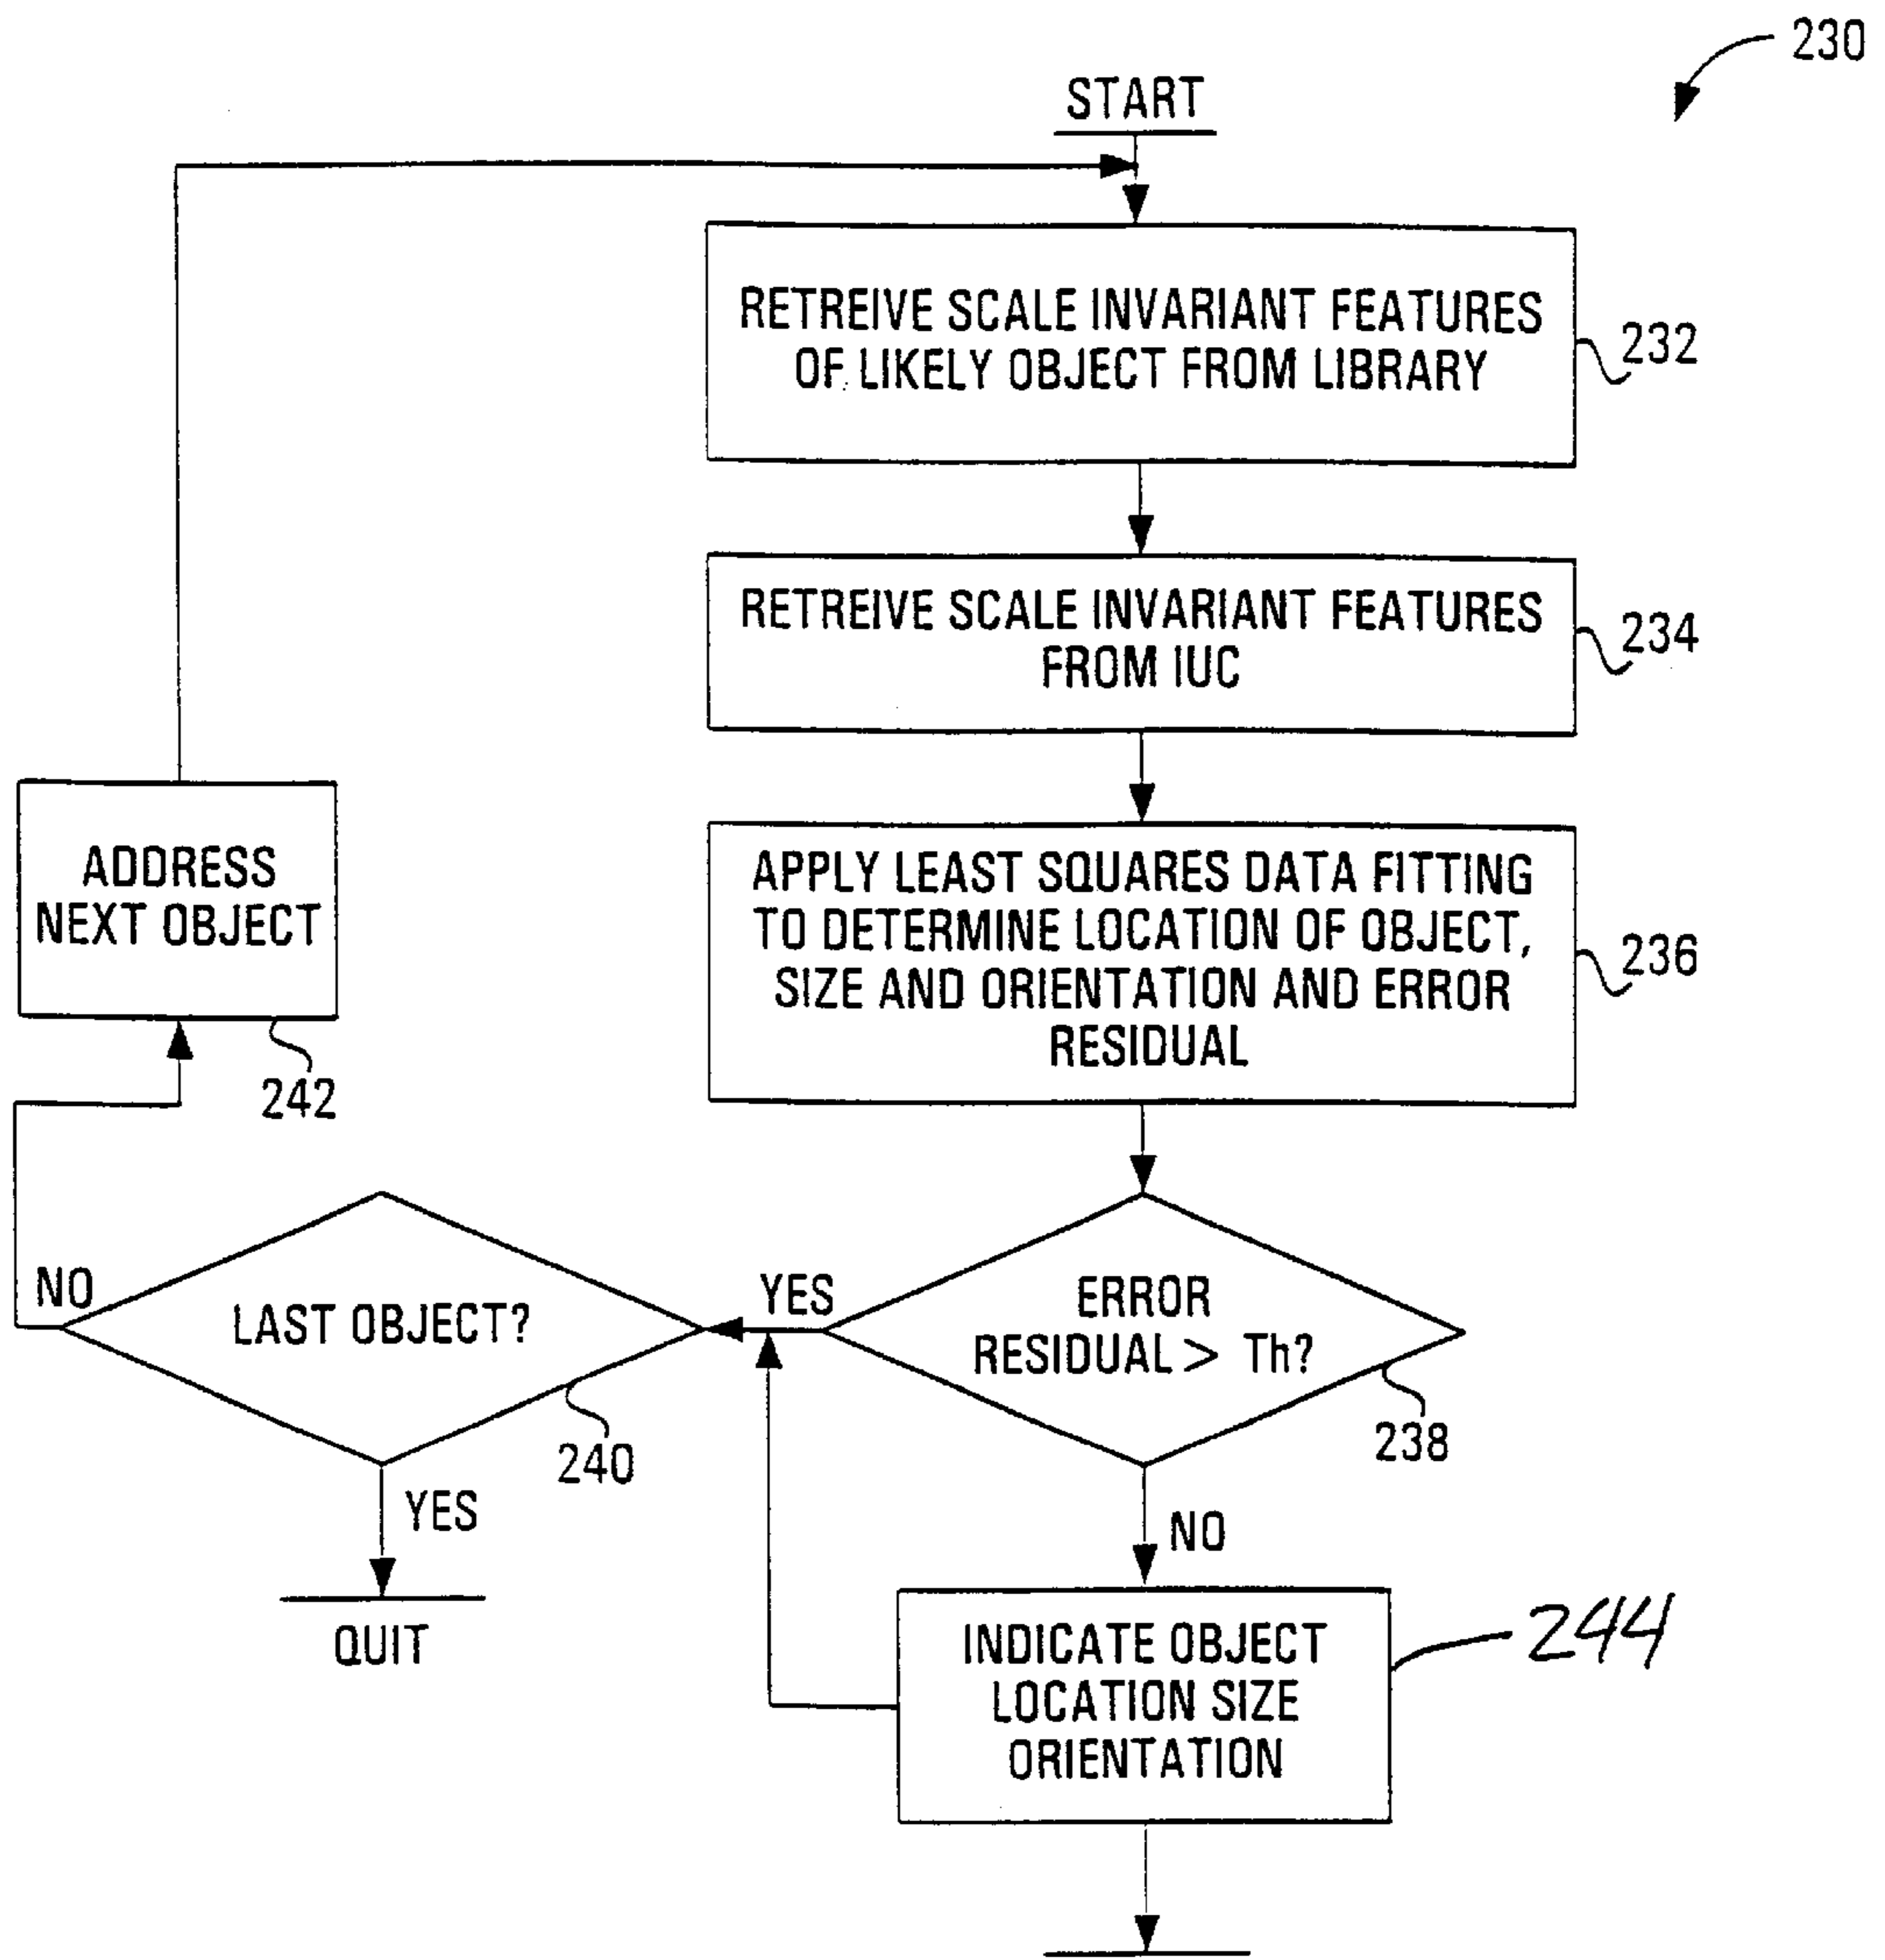 230
START
RETREIVE SCALE INVARIANT FEATURES
OF LIKELY OBJECT FROM LIBRARY
232
RETREIVE SCALE INVARIANT FEATURES
FROM IUC
234
ADDRESS
NEXT OBJECT
242
APPLY LEAST SQUARES DATA FITTING
TO DETERMINE LOCATION OF OBJECT,
SIZE AND ORIENTATION AND ERROR
RESIDUAL
236
NO
LAST OBJECT?
240
YES
ERROR
RESIDUAL > Th?
238
YES
QUIT
NO
INDICATE OBJECT
LOCATION SIZE
ORIENTATION
244